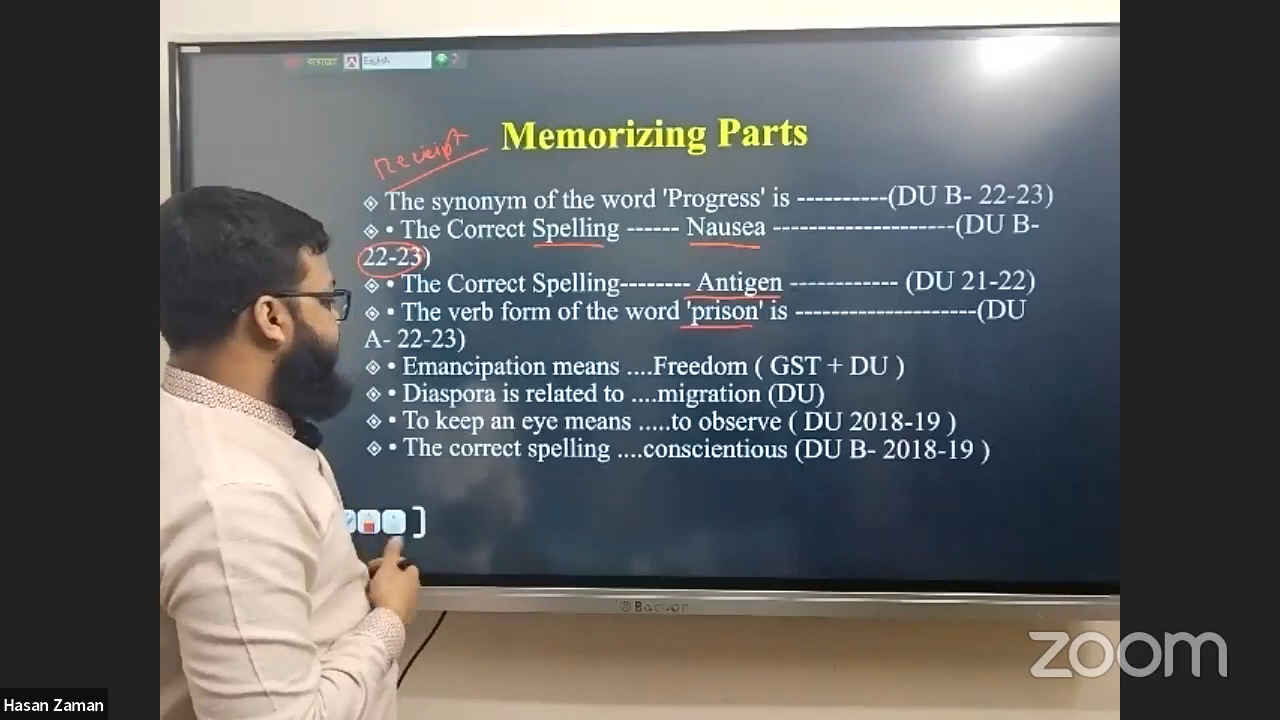 English
Memorizing Parts
Receipt
The synonym of the word 'Progress' is ----------(DU B- 22-23)
• The Correct Spelling ------ Nausea --------------------(DU B-
22-23)
• The Correct Spelling-------- Antigen ------------ (DU 21-22)
• The verb form of the word 'prison' is --------------------(DU
A- 22-23)
• Emancipation means ....Freedom ( GST + DU )
• Diaspora is related to ....migration (DU)
• To keep an eye means .....to observe ( DU 2018-19 )
• The correct spelling ....conscientious (DU B- 2018-19 )
]
zoom
Hasan Zaman